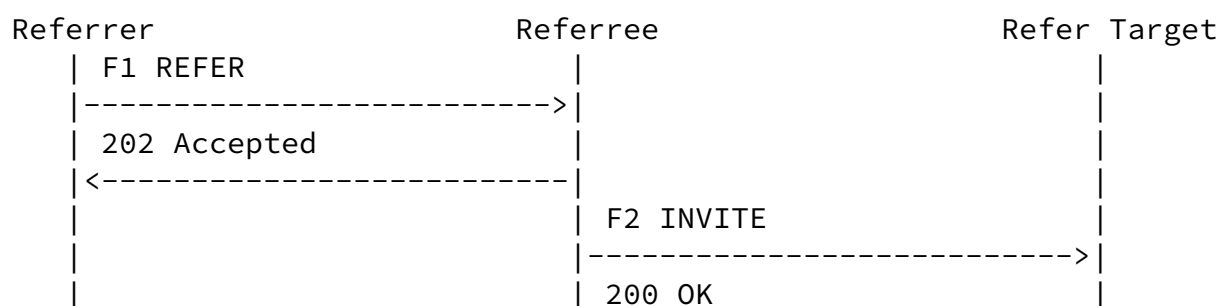 Referrer Referree Refer Target
F1 REFER
202 Accepted
F2 INVITE
200 OK